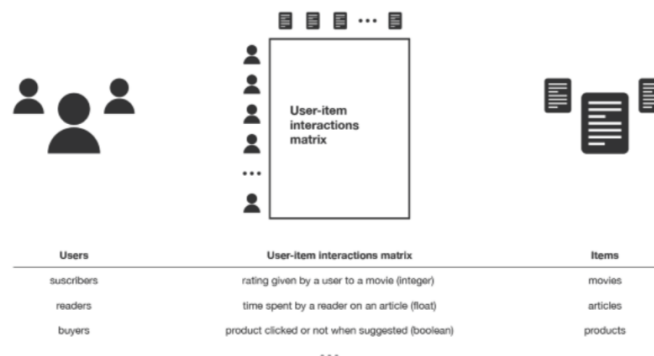 User-item
interactions
matrix
Users User-item interactions matrix Items
suscribers rating given by a user to a movie (integer) movies
readers time spent by a reader on an article (float) articles
buyers product clicked or not when suggested (boolean) products
...